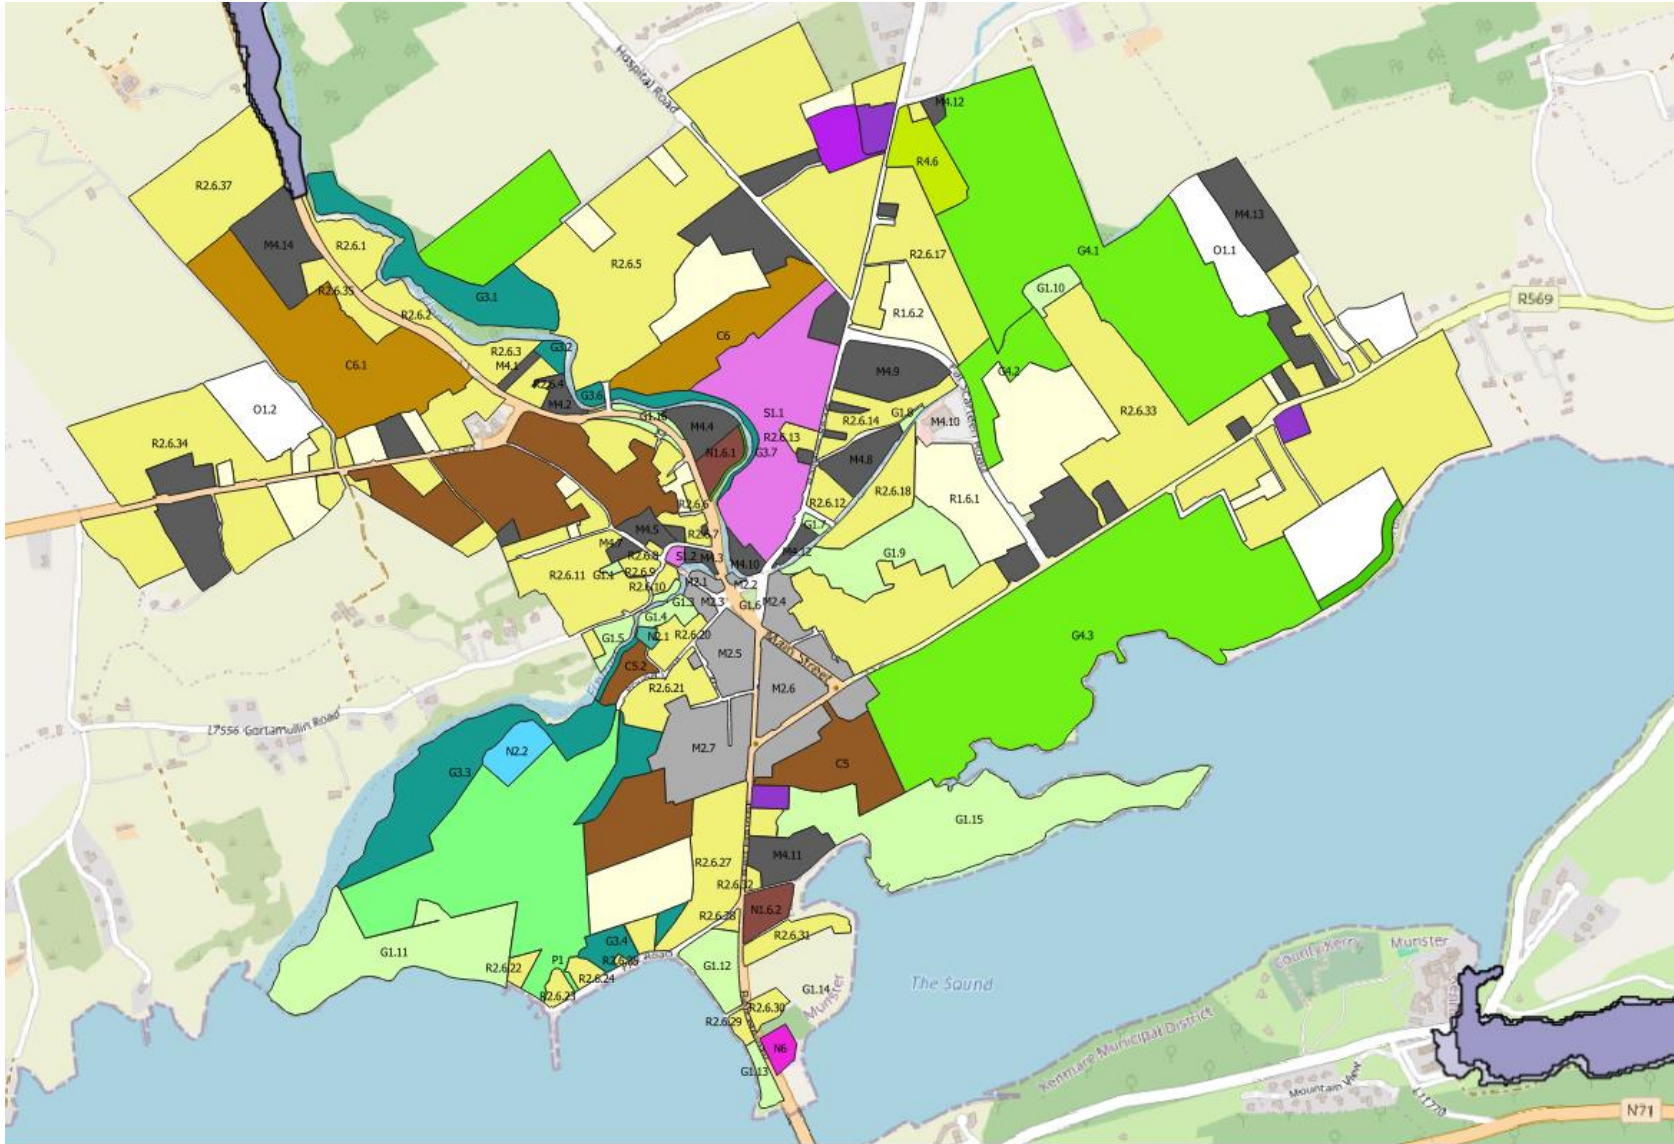 Hospital Road
M4.12
R4.6
R2.6.37
M4.13
M4.14
R2.6.1
O1.1
G4.1
R2.6.17
R2.6.5
R2.6.35
G1.10
G3.1
R569
R2.6.2
R1.6.2
C6
G3.2
R2.6.3
M4.1
C6.1
M4.9
G4.2
R2.6.4
G3.6
M4.2
O1.2
S1.1
G1.8
R2.6.33
M4.4
R2.6.14
M4.10
R2.6.13
R2.6.34
N1.6.1
G3.7
M4.8
R2.6.18
R2.6.6
R2.6.12
R1.6.1
G1.7
M4.5
R2.6.7
M4.7
R2.6.8
S1.2
M4.3
M4.12
G1.9
M4.10
R2.6.9
G1.1
R2.6.11
R2.6.10
M2.1
M2.2
G1.3
M2.3
G1.6
M2.4
G1.4
G1.5
N2.1
R2.6.20
G4.3
Main Street
M2.5
C5.2
R2.6.21
M2.6
L7556 Gortamullin Road
M2.7
N2.2
G3.3
C5
G1.15
M4.11
R2.6.27
R2.6.32
N1.6.2
R2.6.28
R2.6.31
G3.4
G1.11
P1
R2.6.22
R2.6.24
R2.6.23
Road
G1.12
County Kerry
Munster
The Sound
G1.14
Munster
R2.6.30
R2.6.29
N6
Kenmare Municipal District
G1.13
Mountain View
N71